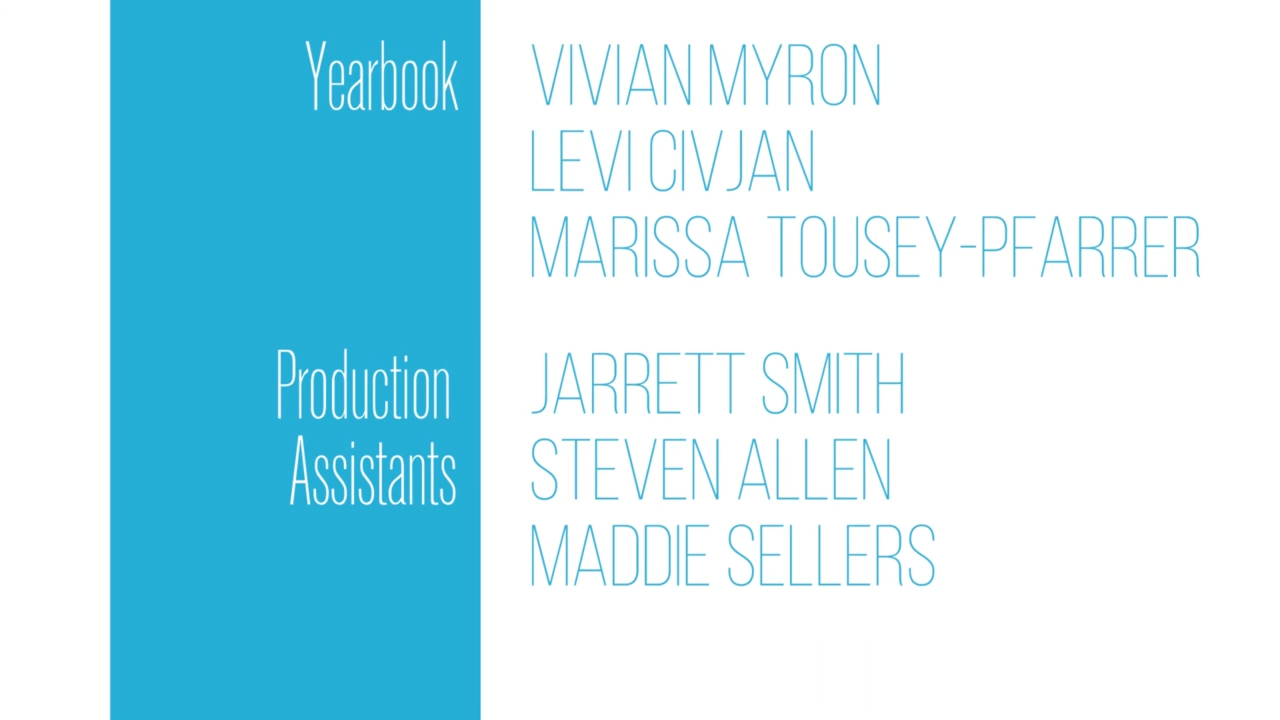 Yearbook VIVIAN MYRON
LEVI CIVJAN
MARISSA TOUSEY-PFARRER
Production JARRETT SMITH
Assistants STEVEN ALLEN
MADDIE SELLERS